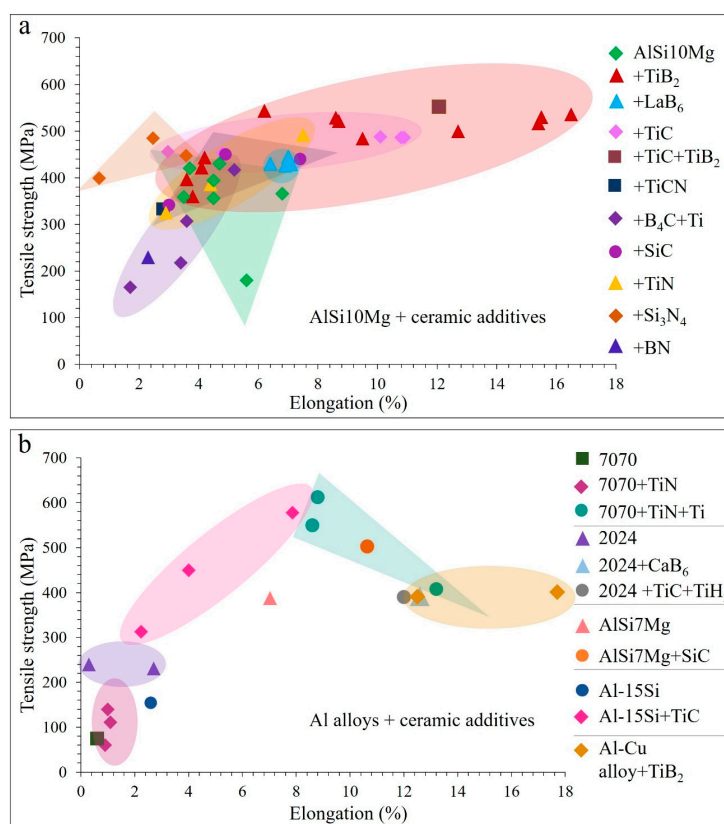 a
700
600
500
400
300
200
100
0
Tensile strength (MPa)
0 2 4 6 8 10 12 14 16 18
Elongation (%)
AlSi10Mg + ceramic additives
AlSi10Mg
+TiB₂
+LaB₆
+TiC
+TiC+TiB₂
+TiCN
+B₄C+Ti
+SiC
+TiN
+Si₃N₄
+BN
b
700
600
500
400
300
200
100
0
Tensile strength (MPa)
0 2 4 6 8 10 12 14 16 18
Elongation (%)
Al alloys + ceramic additives
7070
7070+TiN
7070+TiN+Ti
2024
2024+CaB₆
2024 +TiC+TiH
AlSi7Mg
AlSi7Mg+SiC
Al-15Si
Al-15Si+TiC
Al-Cu
alloy+TiB₂